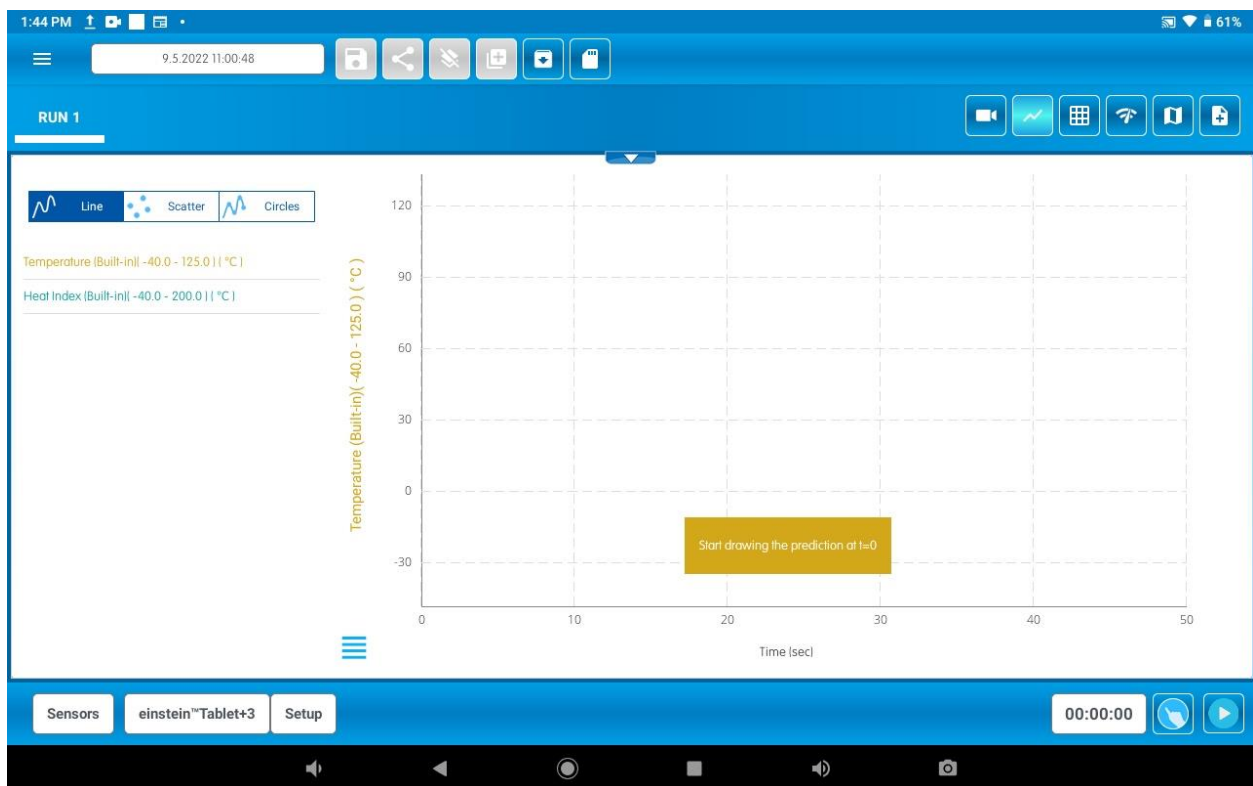 1:44 PM
61%
9.5.2022 11:00:48
RUN 1
Line
Scatter
Circles
Temperature (Built-in)( -40.0 - 125.0 ) ( °C )
Heat Index (Built-in)( -40.0 - 200.0 ) ( °C )
Temperature (Built-in)( -40.0 - 125.0 ) ( °C )
120
90
60
30
0
-30
Start drawing the prediction at t=0
0 10 20 30 40 50
Time (sec)
Sensors
einstein™Tablet+3
Setup
00:00:00